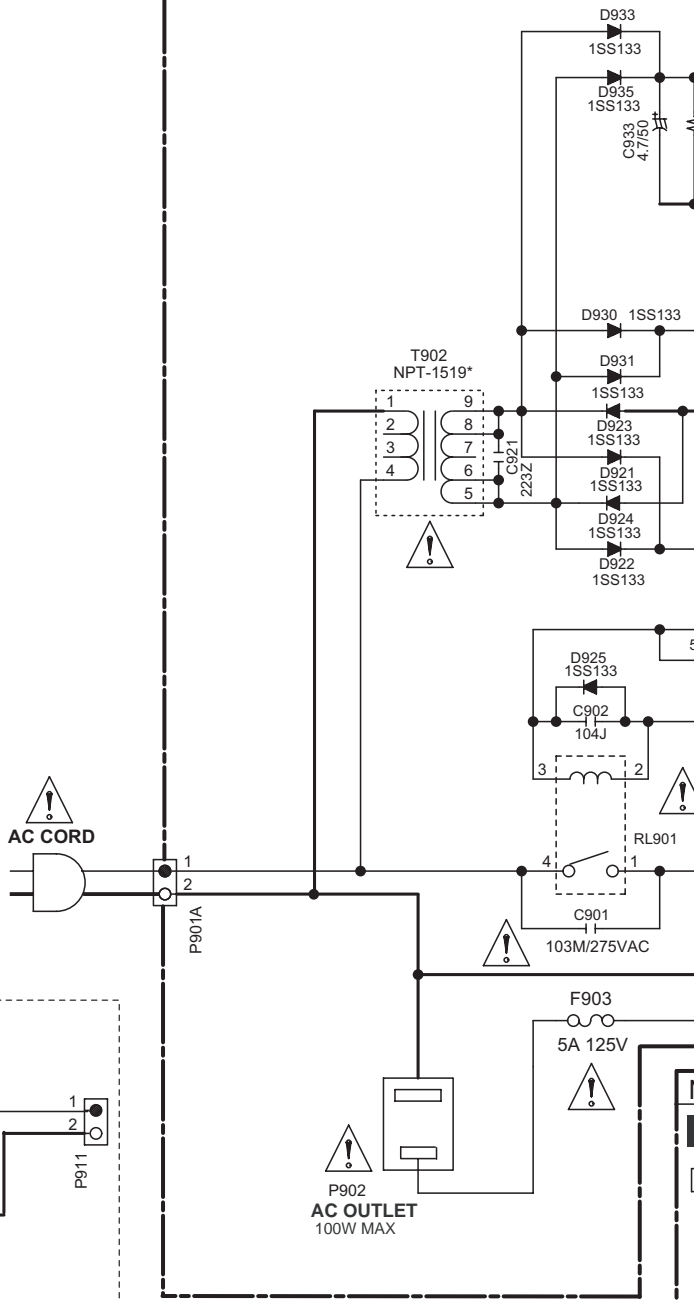 D933
1SS133
D935
1SS133
C933
4.7/50
+
D930 1SS133
D931
1SS133
D923
1SS133
D921
1SS133
D924
1SS133
D922
1SS133
T902
NPT-1519*
1
2
3
4
9
8
7
6
5
C921
223Z
!
5
D925
1SS133
C902
104J
3
2
!
RL901
4
1
C901
103M/275VAC
!
!
AC CORD
1
2
P901A
F903
5A 125V
!
1
2
P911
!
P902
AC OUTLET
100W MAX